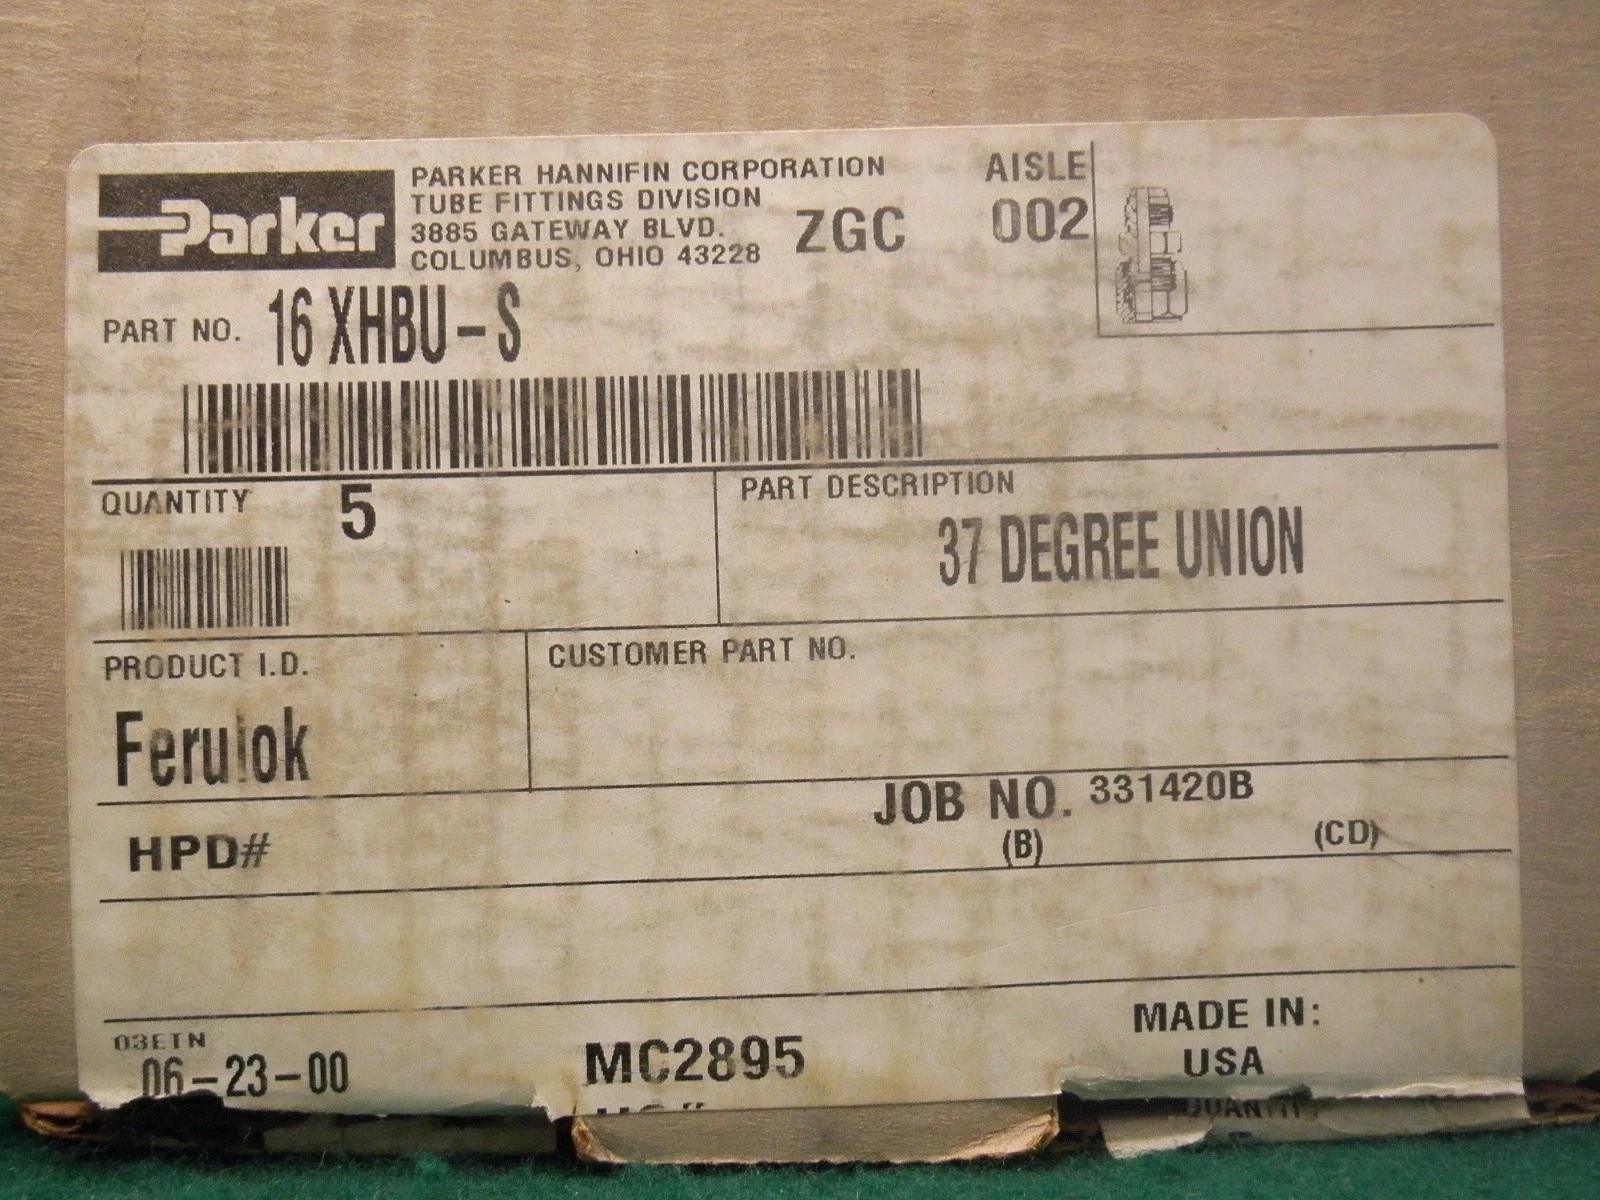 Parker
PARKER HANNIFIN CORPORATION
TUBE FITTINGS DIVISION
3885 GATEWAY BLVD.
COLUMBUS, OHIO 43228
ZGC
AISLE
002
PART NO. 16 XHBU-S
QUANTITY 5
PART DESCRIPTION
37 DEGREE UNION
PRODUCT I.D.
Ferulok
CUSTOMER PART NO.
JOB NO. 331420B
(B) (CD)
HPD#
03ETN
06-23-00
MC2895
MADE IN:
USA
QUANTITY